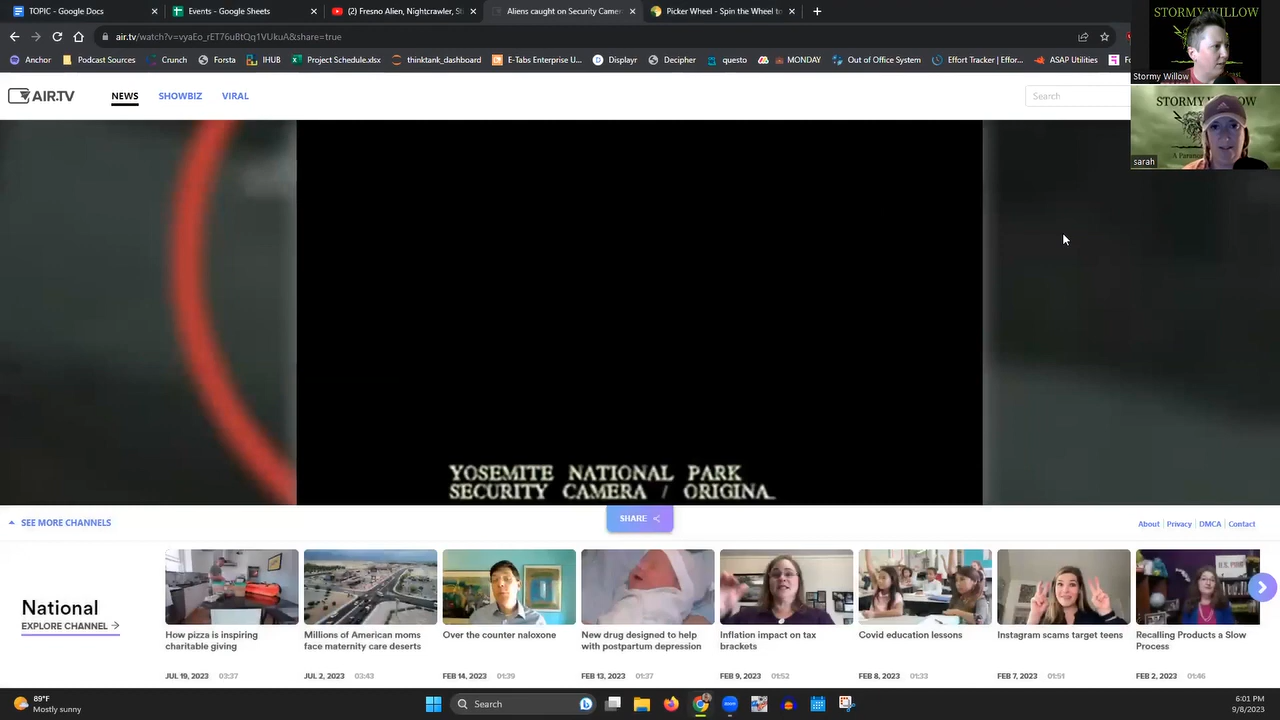 TOPIC - Google Docs
Events - Google Sheets
(2) Fresno Alien, Nightcrawler, St
Aliens caught on Security Camer
Picker Wheel - Spin the Wheel to
air.tv/watch?v=vyaEo_rET76uBtQq1VUkuA&share=true
Anchor
Podcast Sources
Crunch
Forsta
IHUB
Project Schedule.xlsx
thinktank_dashboard
E-Tabs Enterprise U...
Displayr
Decipher
questo
MONDAY
Out of Office System
Effort Tracker | Effor...
ASAP Utilities
STORMY WILLOW
Stormy Willow
STORMY WILLOW
sarah
AIR.TV
NEWS
SHOWBIZ
VIRAL
Search
YOSEMITE NATIONAL PARK
SECURITY CAMERA / ORIGINA_
SHARE
SEE MORE CHANNELS
About
Privacy
DMCA
Contact
National
EXPLORE CHANNEL
How pizza is inspiring
charitable giving
JUL 19, 2023 03:37
Millions of American moms
face maternity care deserts
JUL 2, 2023 03:43
Over the counter naloxone
FEB 14, 2023 01:39
New drug designed to help
with postpartum depression
FEB 13, 2023 01:37
Inflation impact on tax
brackets
FEB 9, 2023 01:52
Covid education lessons
FEB 8, 2023 01:33
Instagram scams target teens
FEB 7, 2023 01:51
Recalling Products a Slow
Process
FEB 2, 2023 01:46
89°F
Mostly sunny
Search
6:01 PM
9/8/2023